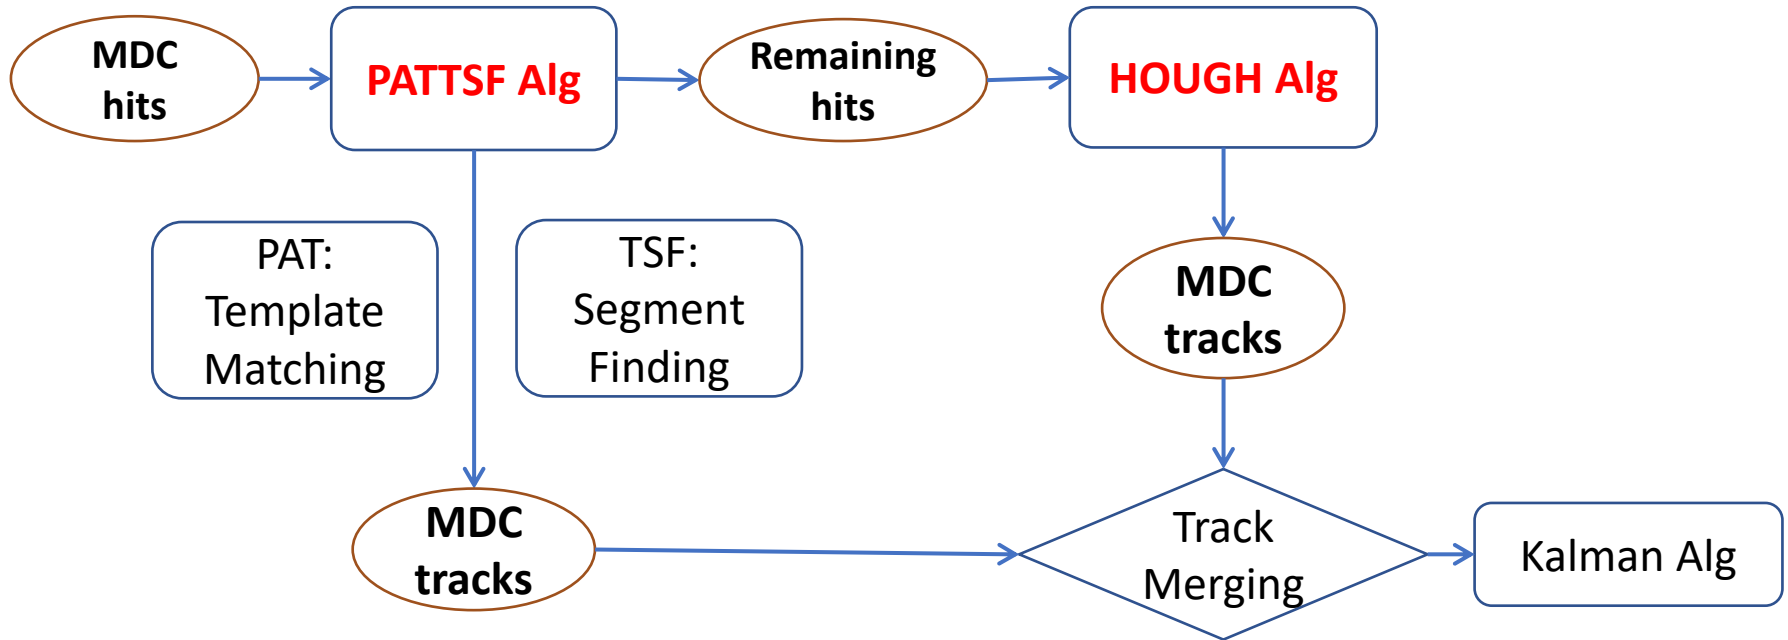 MDC
hits
PATTSF Alg
Remaining
hits
HOUGH Alg
PAT:
Template
Matching
TSF:
Segment
Finding
MDC
tracks
MDC
tracks
Track
Merging
Kalman Alg